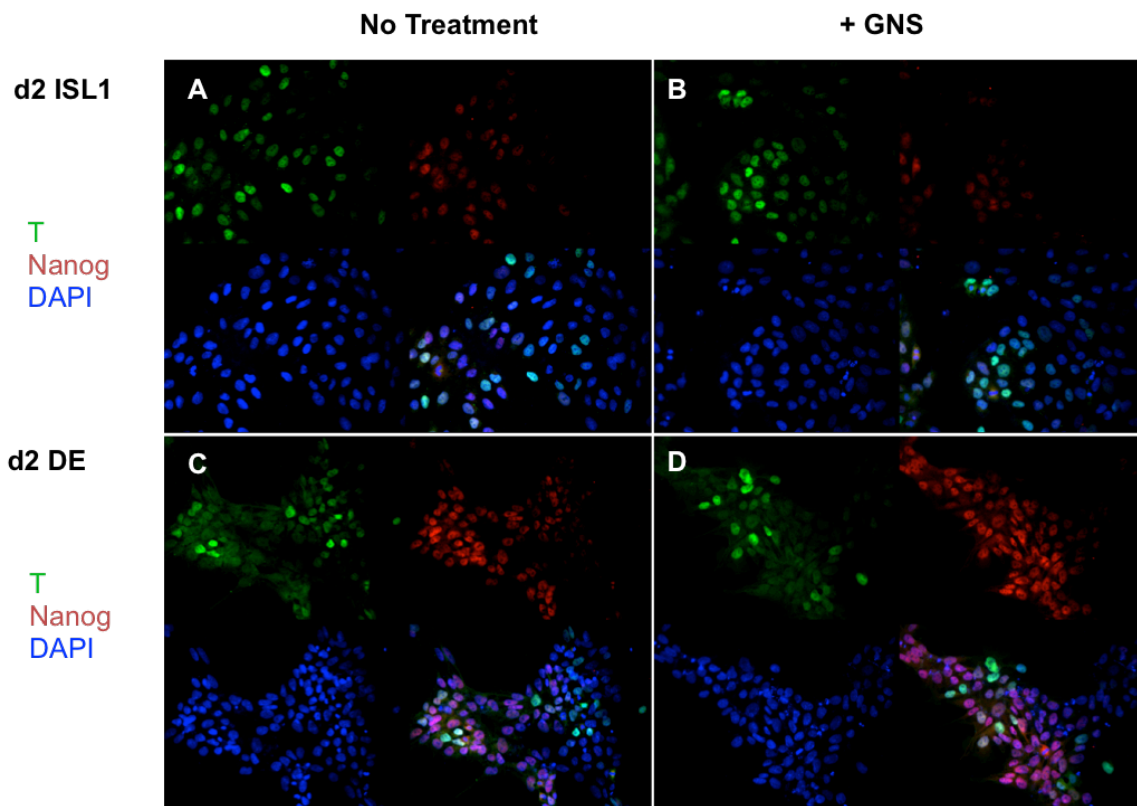 No Treatment
+ GNS
d2 ISL1
A
B
T
Nanog
DAPI
d2 DE
C
D
T
Nanog
DAPI